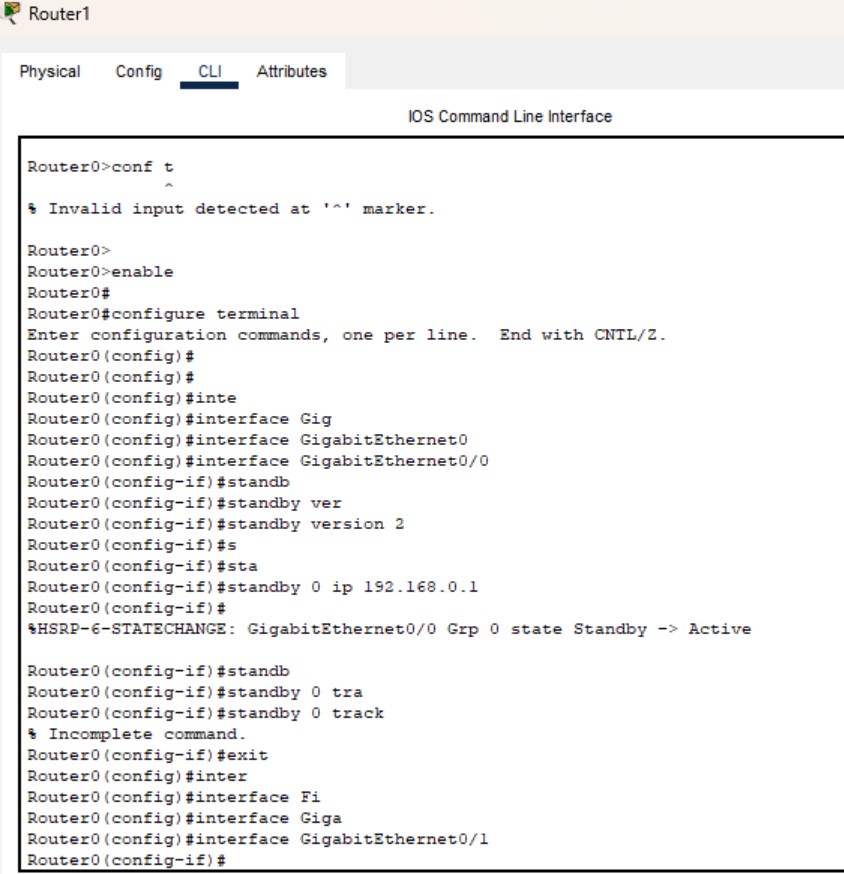 Router1
Physical Config CLI Attributes
IOS Command Line Interface
Router0>conf t
^
% Invalid input detected at '^' marker.
Router0>
Router0>enable
Router0#
Router0#configure terminal
Enter configuration commands, one per line.  End with CNTL/Z.
Router0(config)#
Router0(config)#
Router0(config)#inte
Router0(config)#interface Gig
Router0(config)#interface GigabitEthernet0
Router0(config)#interface GigabitEthernet0/0
Router0(config-if)#standb
Router0(config-if)#standby ver
Router0(config-if)#standby version 2
Router0(config-if)#s
Router0(config-if)#sta
Router0(config-if)#standby 0 ip 192.168.0.1
Router0(config-if)#
%HSRP-6-STATECHANGE: GigabitEthernet0/0 Grp 0 state Standby -> Active
Router0(config-if)#standb
Router0(config-if)#standby 0 tra
Router0(config-if)#standby 0 track
% Incomplete command.
Router0(config-if)#exit
Router0(config)#inter
Router0(config)#interface Fi
Router0(config)#interface Giga
Router0(config)#interface GigabitEthernet0/1
Router0(config-if)#